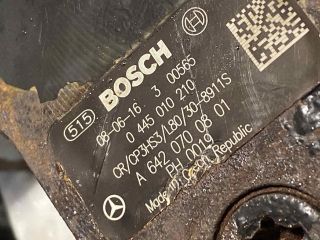 515
BOSCH
08-06-16 3 00565
0 445 010 210
CR/CP3HS3/L80/30-8911S
A 642 070 08 01
PH 0019
Made in Czech Republic